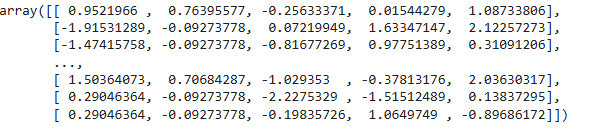 array([[ 0.9521966 ,  0.76395577, -0.25633371,  0.01544279,  1.08733806],
       [-1.91531289, -0.09273778,  0.07219949,  1.63347147,  2.12257273],
       [-1.47415758, -0.09273778, -0.81677269,  0.97751389,  0.31091206],
       ...,
       [ 1.50364073,  0.70684287, -1.029353  , -0.37813176,  2.03630317],
       [ 0.29046364, -0.09273778, -2.2275329 , -1.51512489,  0.13837295],
       [ 0.29046364, -0.09273778, -0.19835726,  1.0649749 , -0.89686172]])